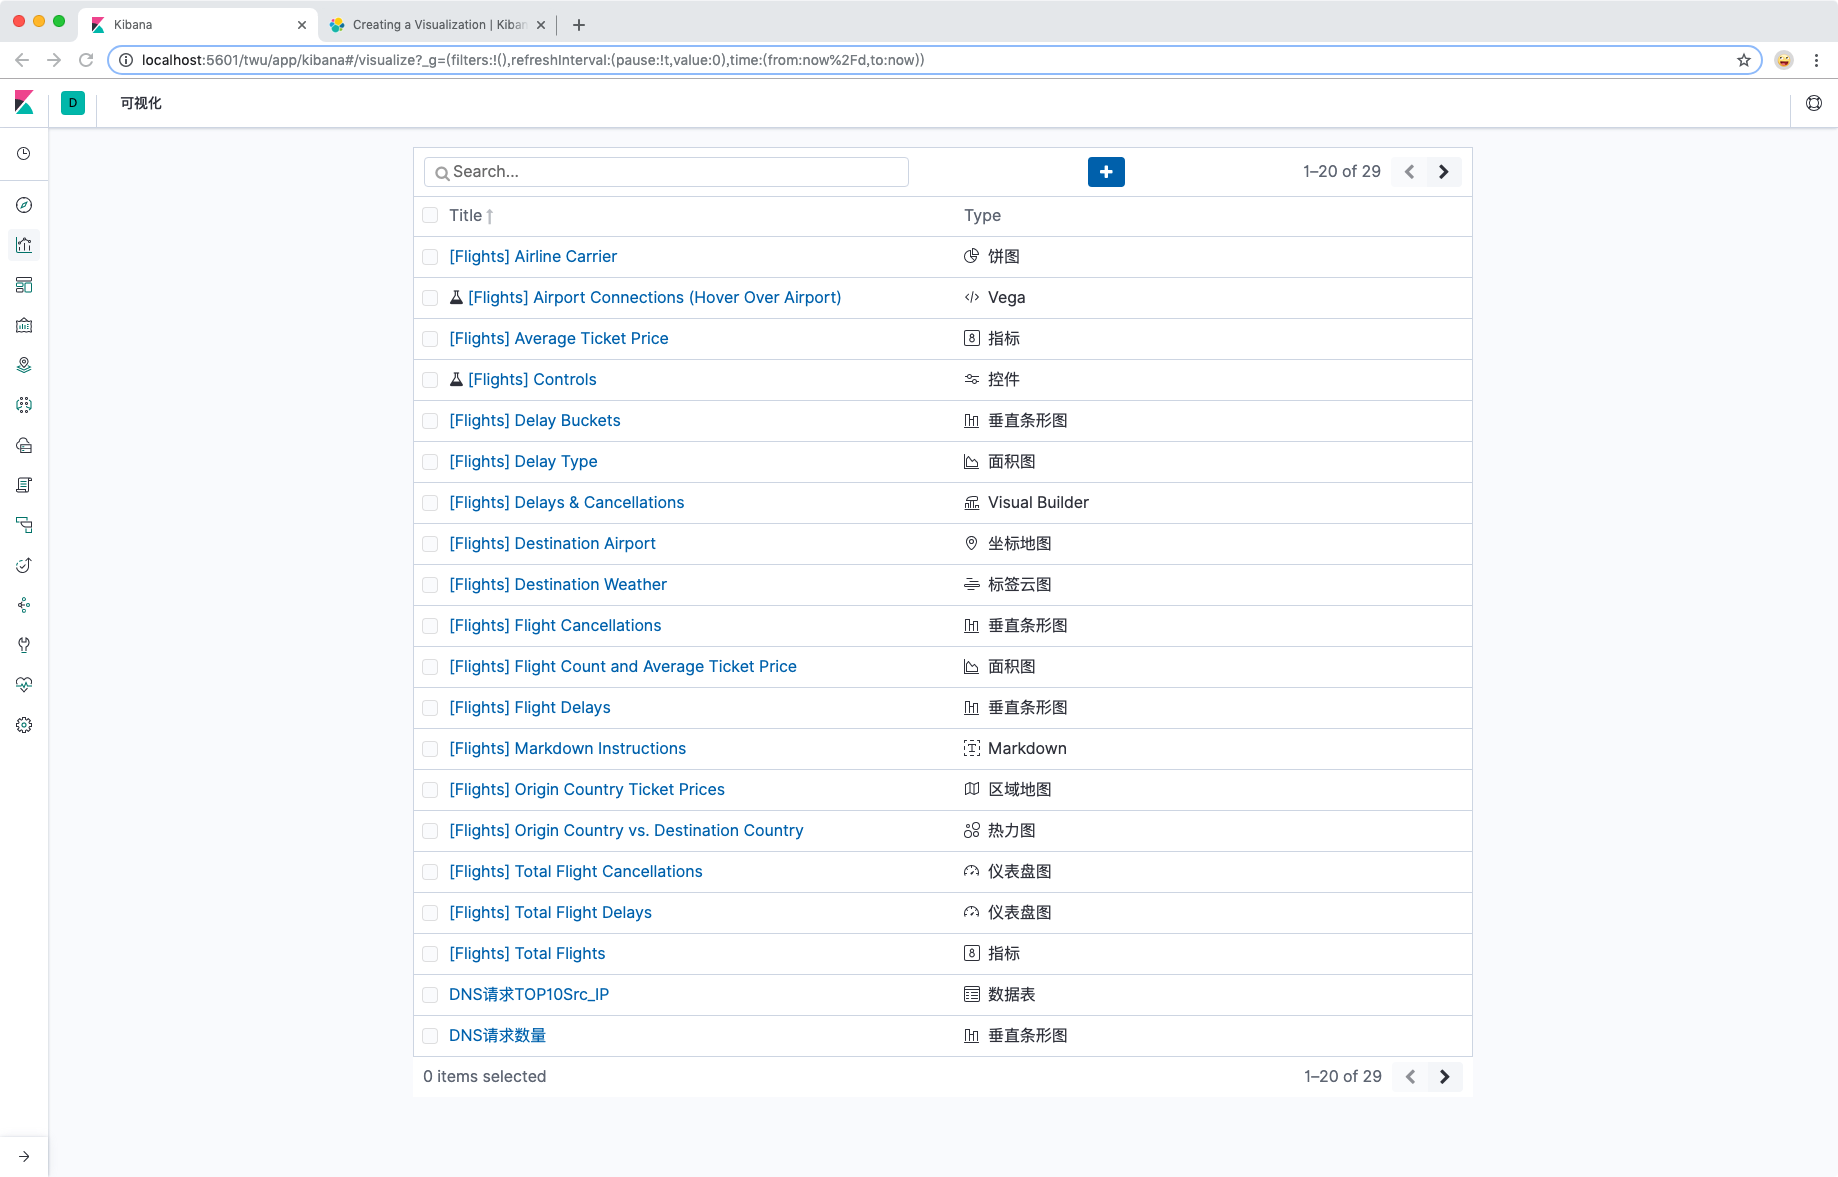 Kibana
Creating a Visualization | Kiban
localhost:5601/twu/app/kibana#/visualize?_g=(filters:!(),refreshInterval:(pause:!t,value:0),time:(from:now%2Fd,to:now))
D
可视化
Search...
1–20 of 29
Title Type
[Flights] Airline Carrier 饼图
[Flights] Airport Connections (Hover Over Airport) Vega
[Flights] Average Ticket Price 8 指标
[Flights] Controls 控件
[Flights] Delay Buckets 垂直条形图
[Flights] Delay Type 面积图
[Flights] Delays & Cancellations Visual Builder
[Flights] Destination Airport 坐标地图
[Flights] Destination Weather 标签云图
[Flights] Flight Cancellations 垂直条形图
[Flights] Flight Count and Average Ticket Price 面积图
[Flights] Flight Delays 垂直条形图
[Flights] Markdown Instructions T Markdown
[Flights] Origin Country Ticket Prices 区域地图
[Flights] Origin Country vs. Destination Country 热力图
[Flights] Total Flight Cancellations 仪表盘图
[Flights] Total Flight Delays 仪表盘图
[Flights] Total Flights 8 指标
DNS请求TOP10Src_IP 数据表
DNS请求数量 垂直条形图
0 items selected 1–20 of 29